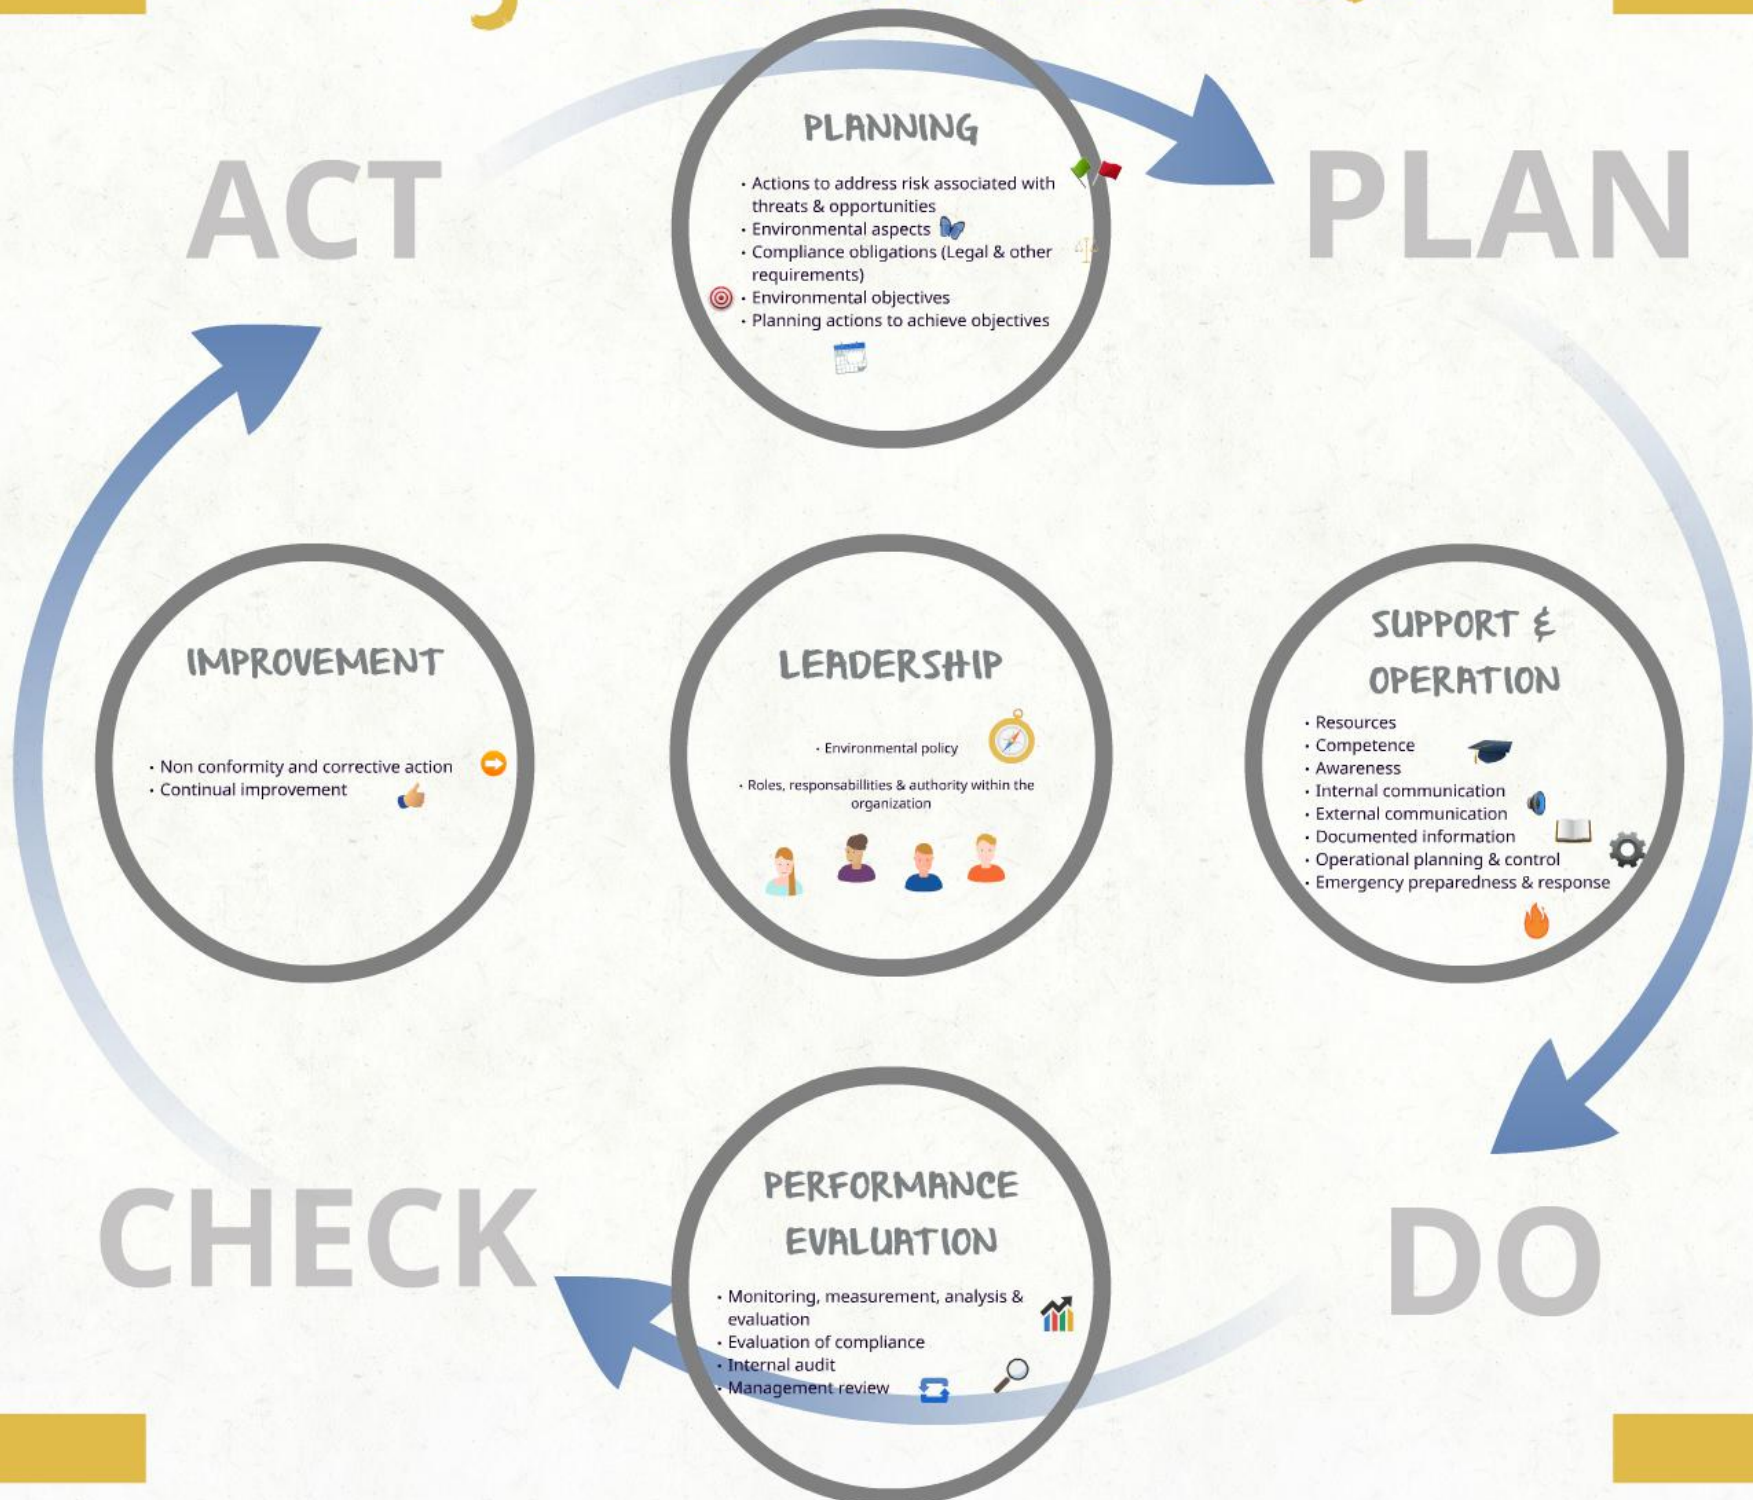 PLANNING
• Actions to address risk associated with
threats & opportunities
• Environmental aspects
• Compliance obligations (Legal & other
requirements)
• Environmental objectives
• Planning actions to achieve objectives
ACT
PLAN
IMPROVEMENT
• Non conformity and corrective action
• Continual improvement
LEADERSHIP
• Environmental policy
• Roles, responsabillities & authority within the
organization
SUPPORT &
OPERATION
• Resources
• Competence
• Awareness
• Internal communication
• External communication
• Documented information
• Operational planning & control
• Emergency preparedness & response
CHECK
DO
PERFORMANCE
EVALUATION
• Monitoring, measurement, analysis &
evaluation
• Evaluation of compliance
• Internal audit
• Management review